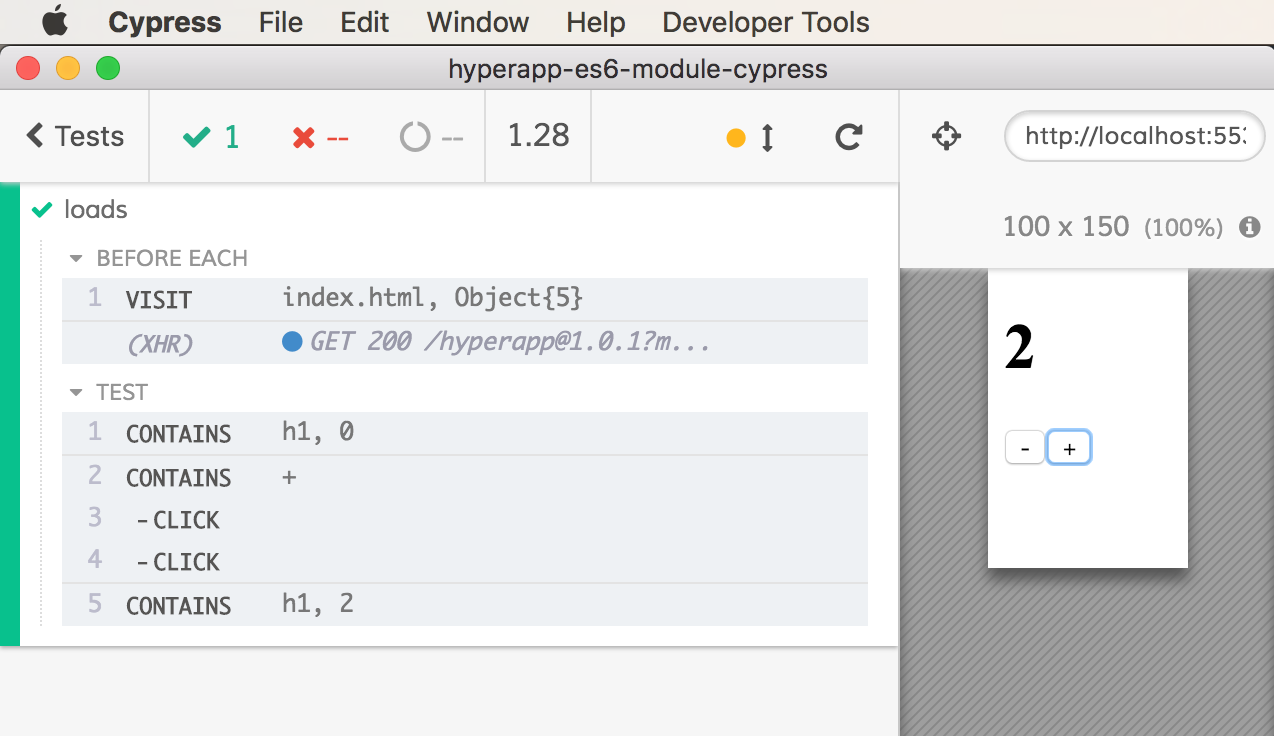 Cypress File Edit Window Help Developer Tools
hyperapp-es6-module-cypress
Tests 1 -- -- 1.28
http://localhost:553
100 x 150 (100%)
loads
BEFORE EACH
1 VISIT index.html, Object{5}
(XHR) GET 200 /hyperapp@1.0.1?m...
TEST
1 CONTAINS h1, 0
2 CONTAINS +
3 -CLICK
4 -CLICK
5 CONTAINS h1, 2
2
- +